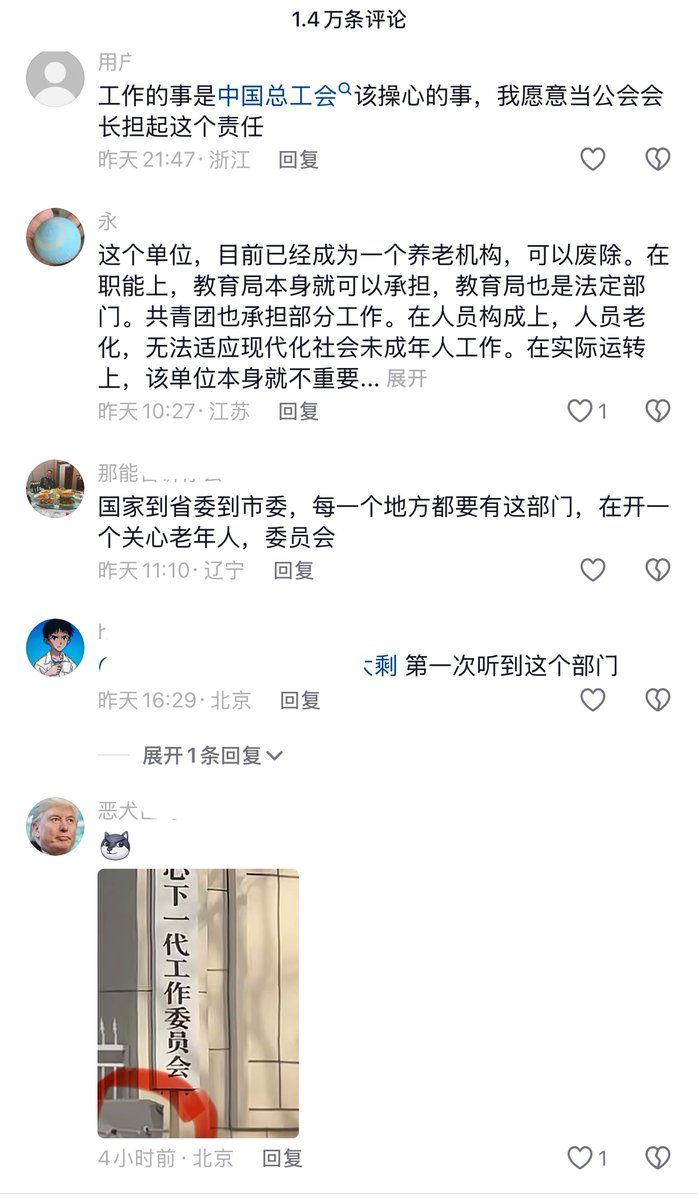 1.4万条评论
用户
工作的事是中国总工会该操心的事，我愿意当公会会
长担起这个责任
昨天21:47·浙江 回复
永
这个单位，目前已经成为一个养老机构，可以废除。在
职能上，教育局本身就可以承担，教育局也是法定部
门。共青团也承担部分工作。在人员构成上，人员老
化，无法适应现代化社会未成年人工作。在实际运转
上，该单位本身就不重要... 展开
昨天10:27·江苏 回复 1
那能
国家到省委到市委，每一个地方都要有这部门，在开一
个关心老年人，委员会
昨天11:10·辽宁 回复
剩 第一次听到这个部门
昨天16:29·北京 回复
展开1条回复
恶犬
心下一代工作委员会
4小时前·北京 回复 1